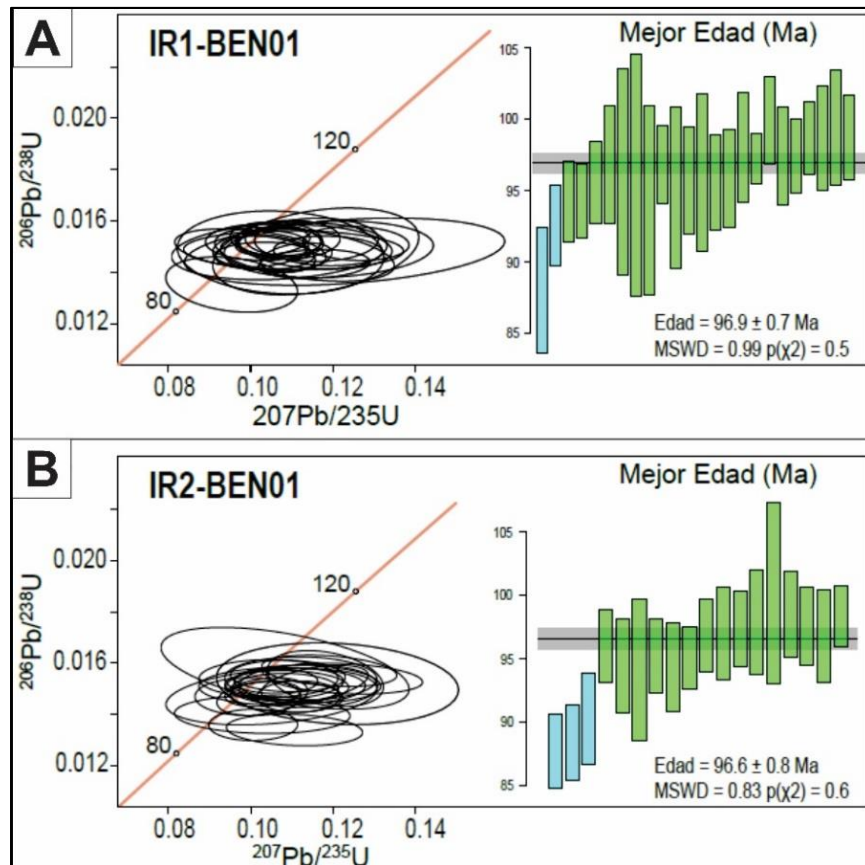 A
IR1-BEN01
Mejor Edad (Ma)
206Pb/238U
0.020
0.016
0.012
120
80
0.08
0.10
0.12
0.14
207Pb/235U
105
100
95
90
85
Edad = 96.9 ± 0.7 Ma
MSWD = 0.99 p(χ2) = 0.5
B
IR2-BEN01
Mejor Edad (Ma)
206Pb/238U
0.020
0.016
0.012
120
80
0.08
0.10
0.12
0.14
207Pb/235U
105
100
95
90
85
Edad = 96.6 ± 0.8 Ma
MSWD = 0.83 p(χ2) = 0.6